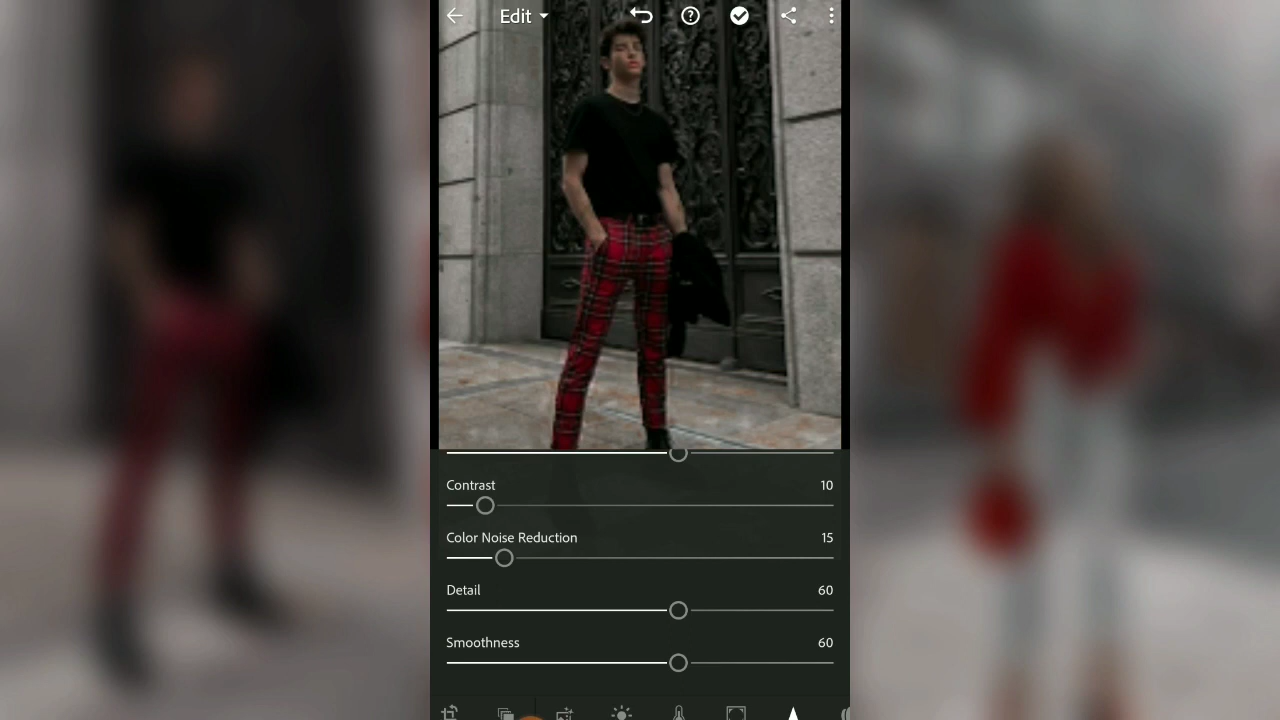 Edit
Contrast 10
Color Noise Reduction 15
Detail 60
Smoothness 60